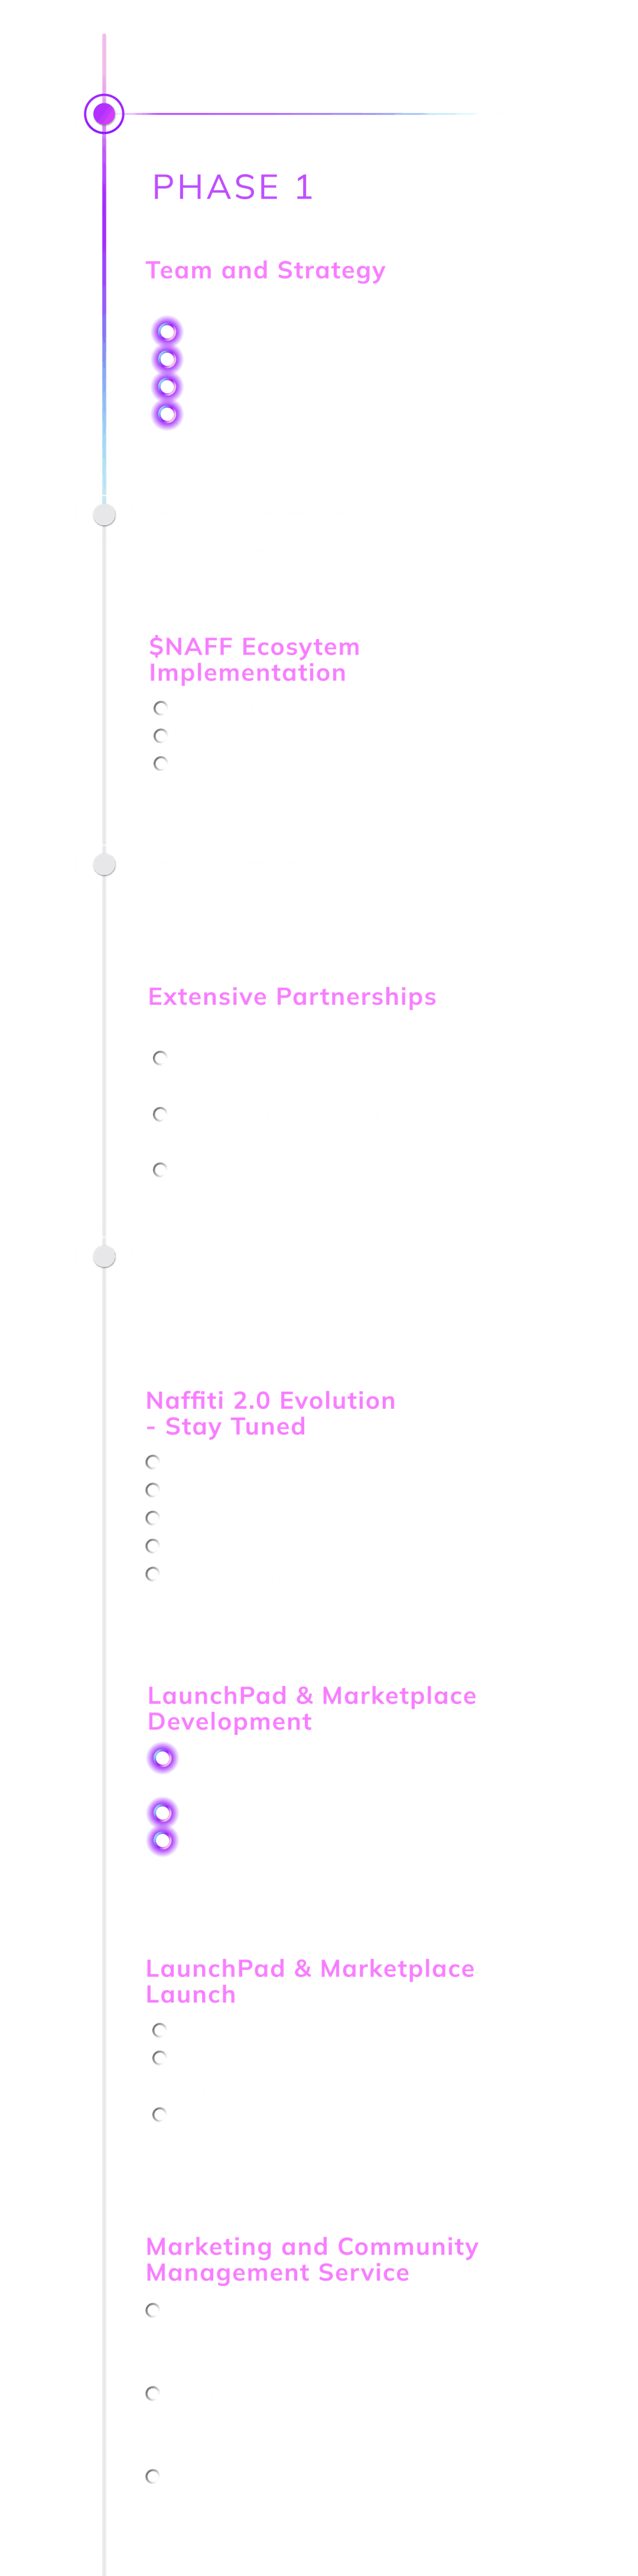 PHASE 1
Team and Strategy
$NAFF Ecosytem
Implementation
Extensive Partnerships
Naffiti 2.0 Evolution
- Stay Tuned
LaunchPad & Marketplace
Development
LaunchPad & Marketplace
Launch
Marketing and Community
Management Service